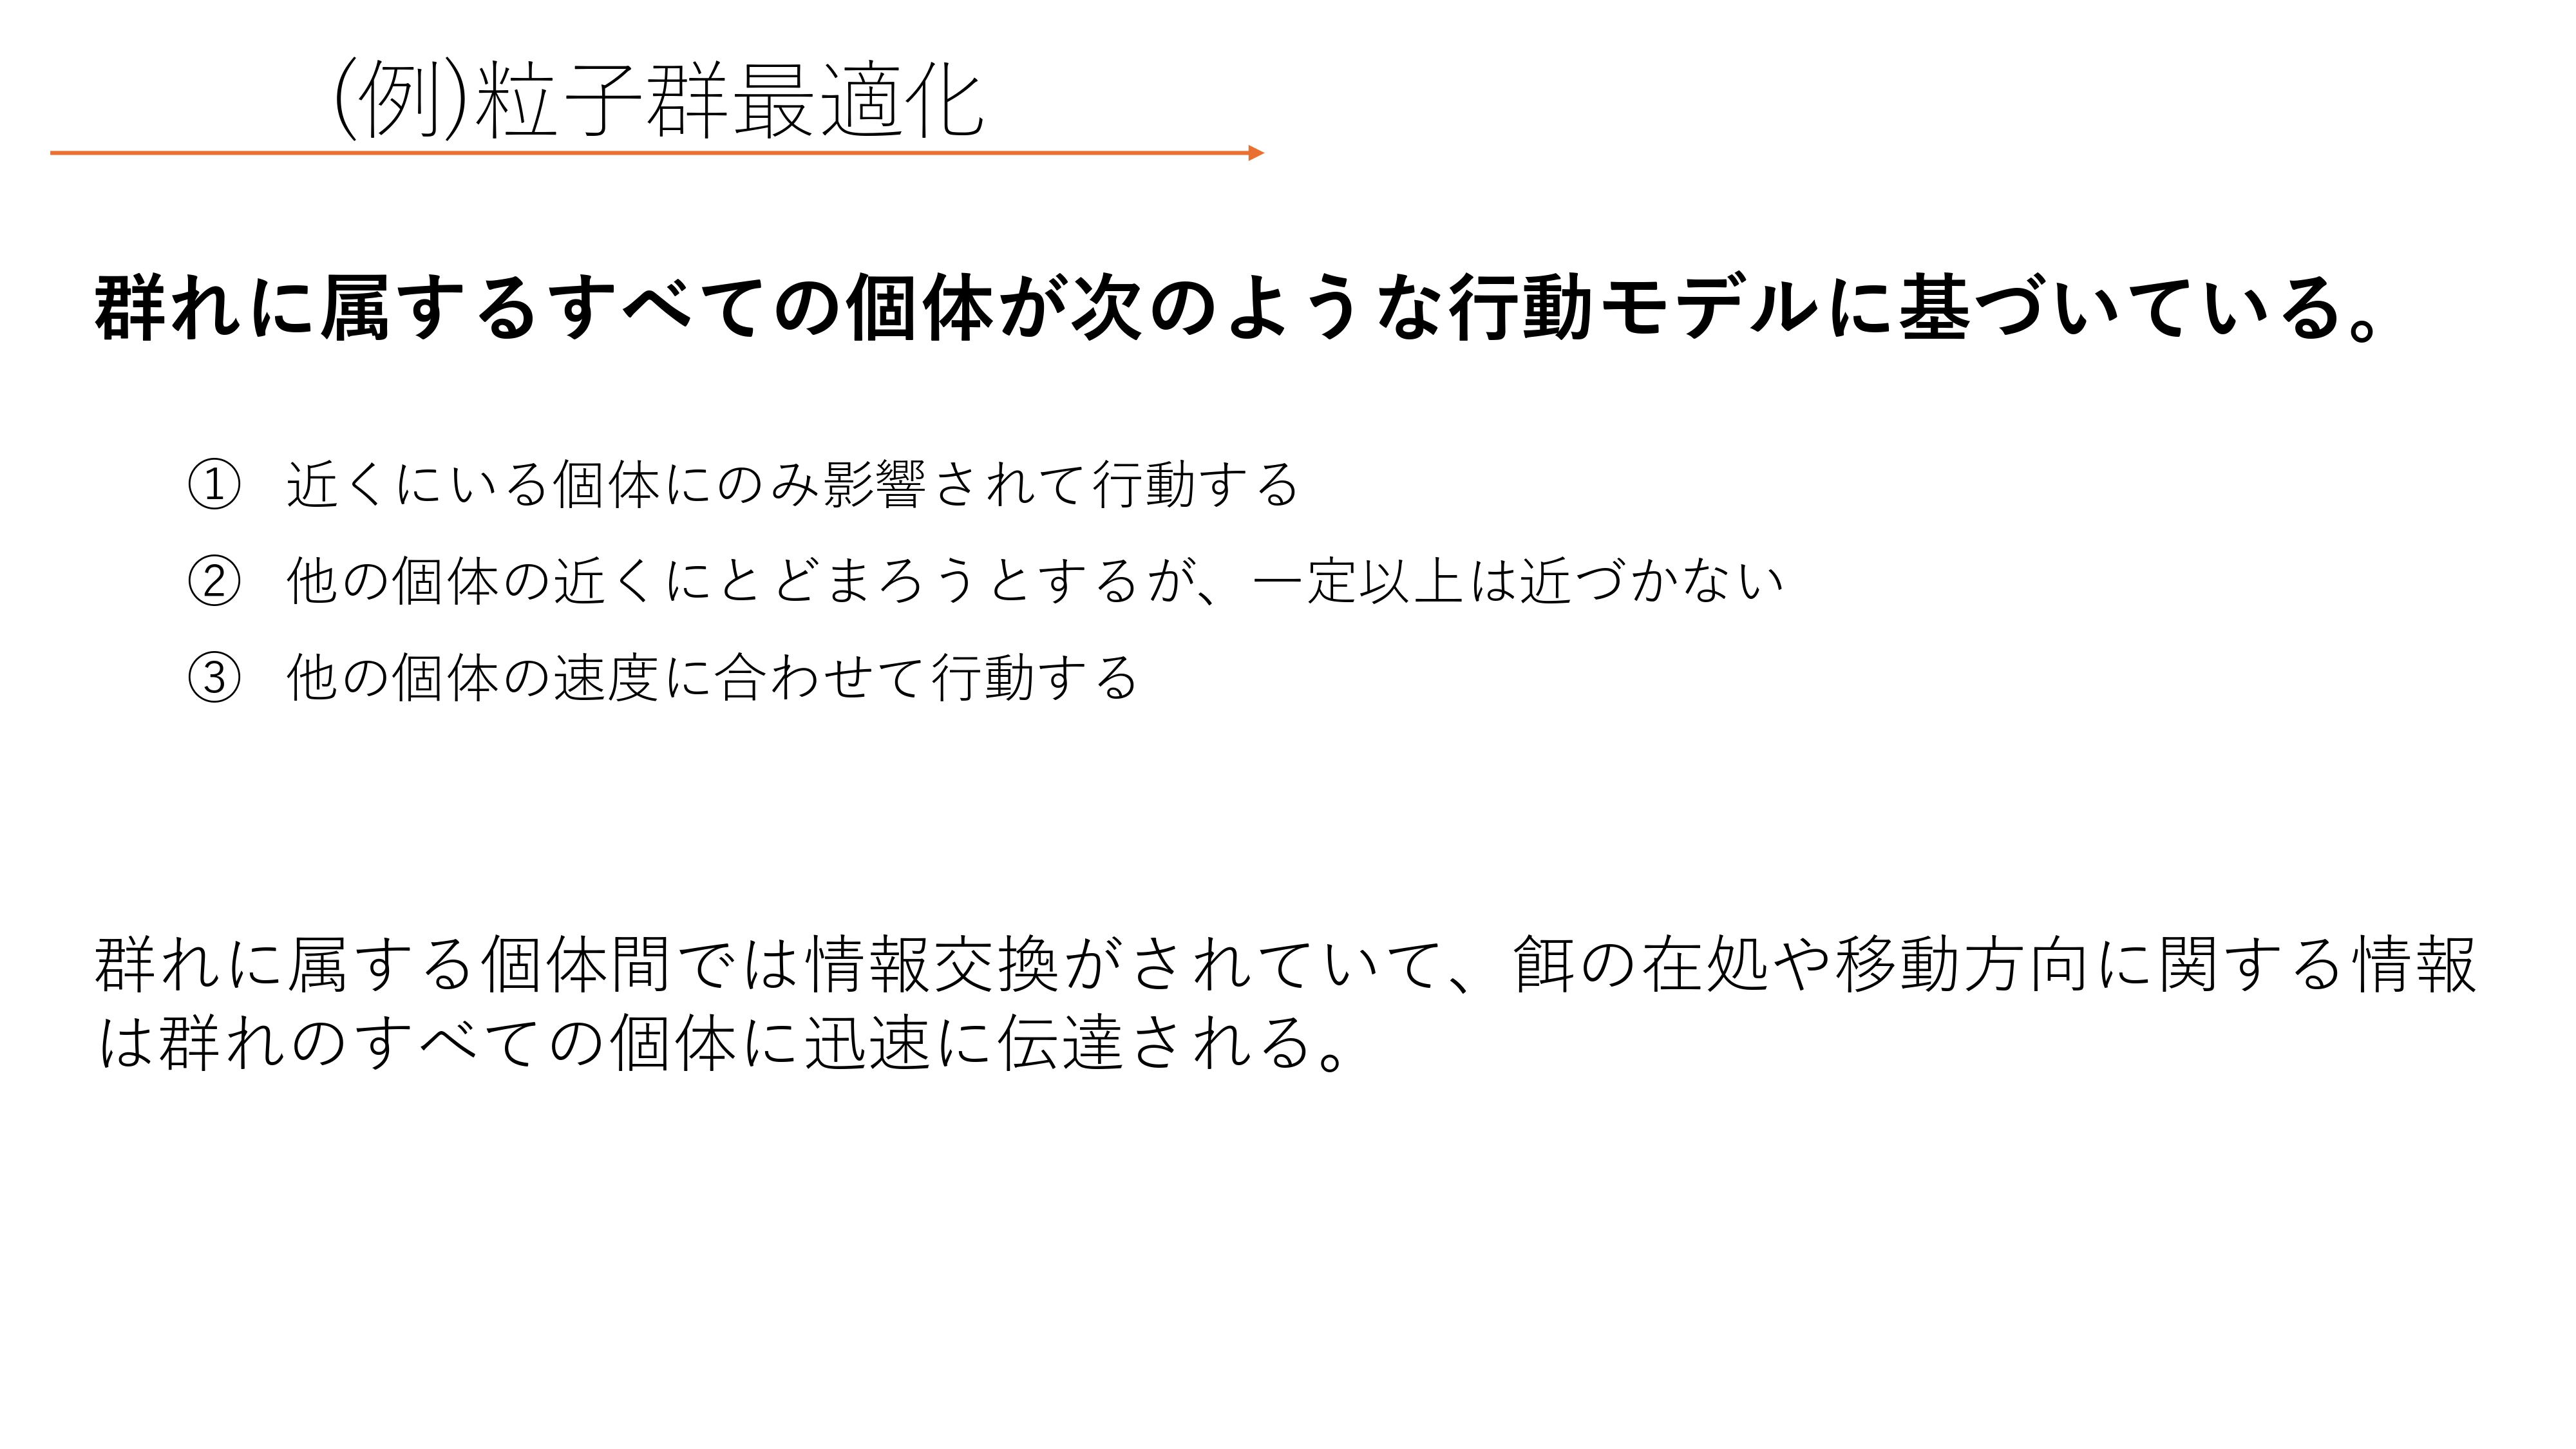 (例)粒子群最適化
群れに属するすべての個体が次のような行動モデルに基づいている。
① 近くにいる個体にのみ影響されて行動する
② 他の個体の近くにとどまろうとするが、一定以上は近づかない
③ 他の個体の速度に合わせて行動する
群れに属する個体間では情報交換がされていて、餌の在処や移動方向に関する情報
は群れのすべての個体に迅速に伝達される。